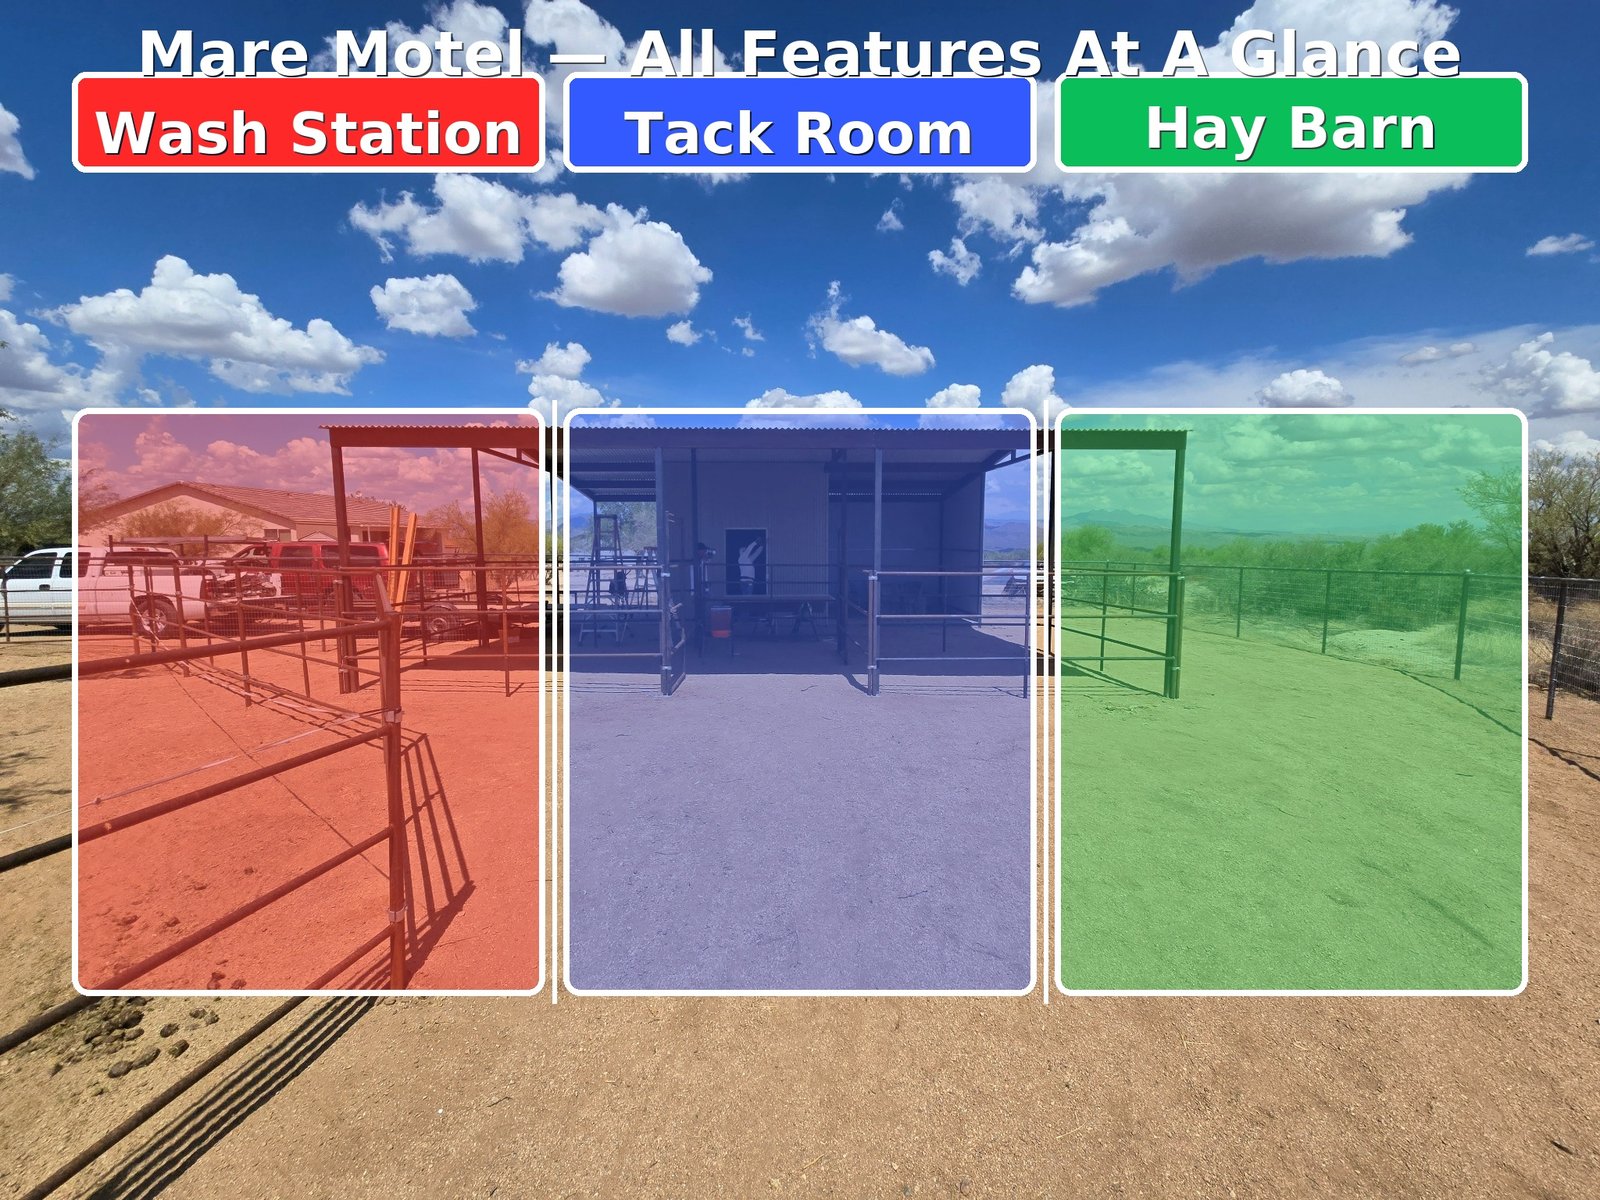 Mare Motel — All Features At A Glance
Wash Station
Tack Room
Hay Barn